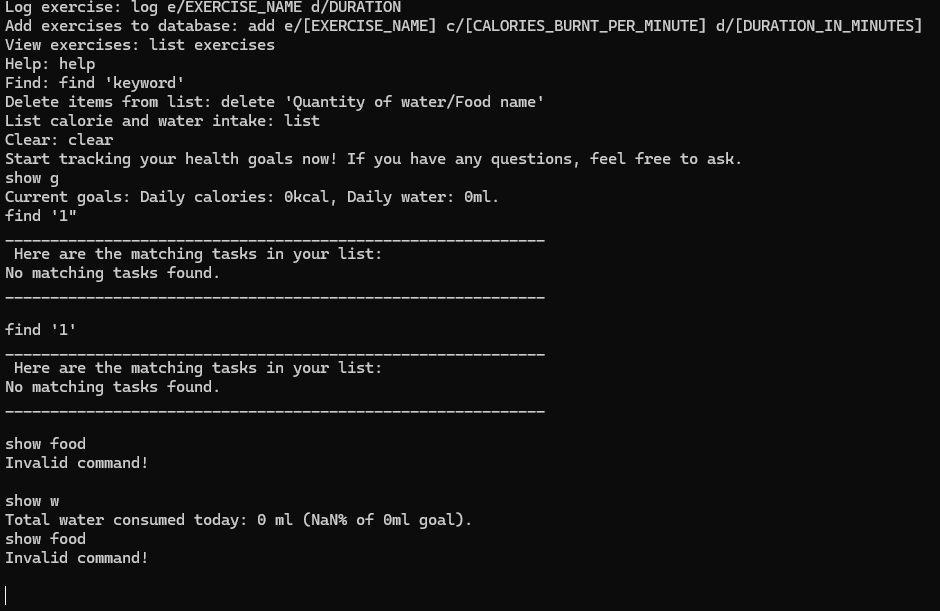 Log exercise: log e/EXERCISE_NAME d/DURATION
Add exercises to database: add e/[EXERCISE_NAME] c/[CALORIES_BURNT_PER_MINUTE] d/[DURATION_IN_MINUTES]
View exercises: list exercises
Help: help
Find: find 'keyword'
Delete items from list: delete 'Quantity of water/Food name'
List calorie and water intake: list
Clear: clear
Start tracking your health goals now! If you have any questions, feel free to ask.
show g
Current goals: Daily calories: 0kcal, Daily water: 0ml.
find '1"
____________________________________________________________
 Here are the matching tasks in your list:
No matching tasks found.
____________________________________________________________
find '1'
____________________________________________________________
 Here are the matching tasks in your list:
No matching tasks found.
____________________________________________________________
show food
Invalid command!
show w
Total water consumed today: 0 ml (NaN% of 0ml goal).
show food
Invalid command!